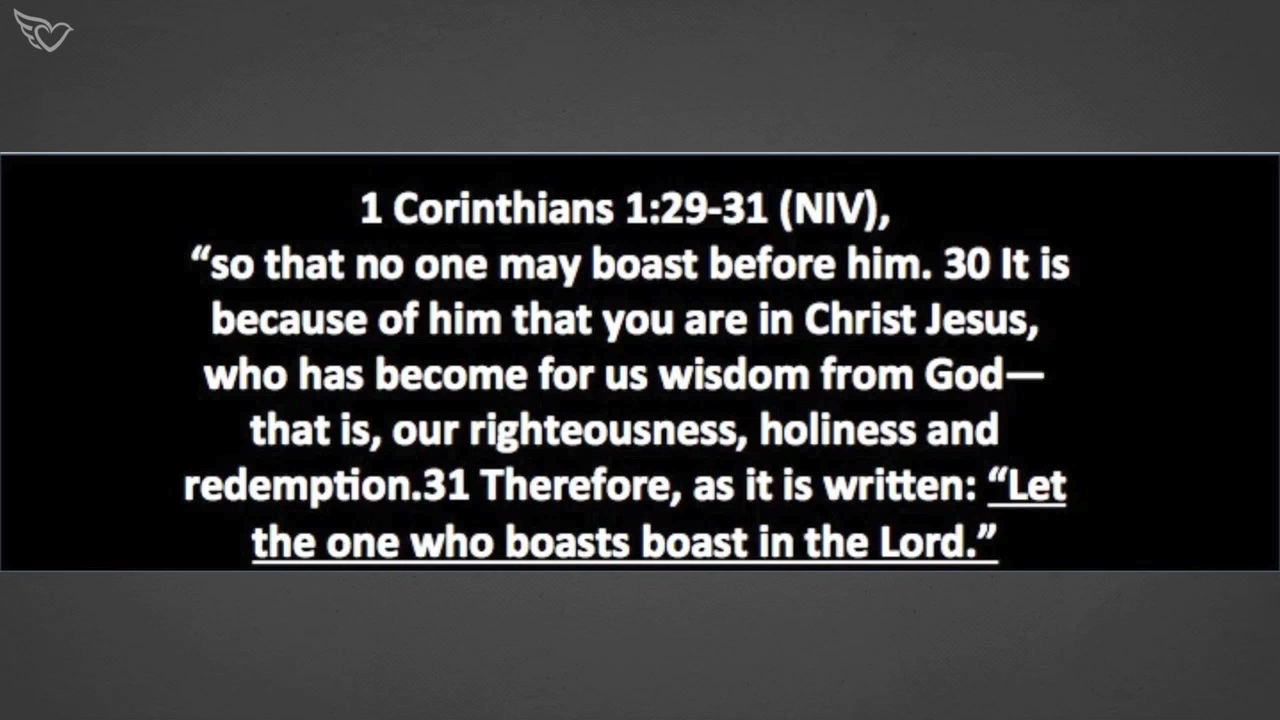 1 Corinthians 1:29-31 (NIV),
“so that no one may boast before him. 30 It is
because of him that you are in Christ Jesus,
who has become for us wisdom from God—
that is, our righteousness, holiness and
redemption.31 Therefore, as it is written: “Let
the one who boasts boast in the Lord.”